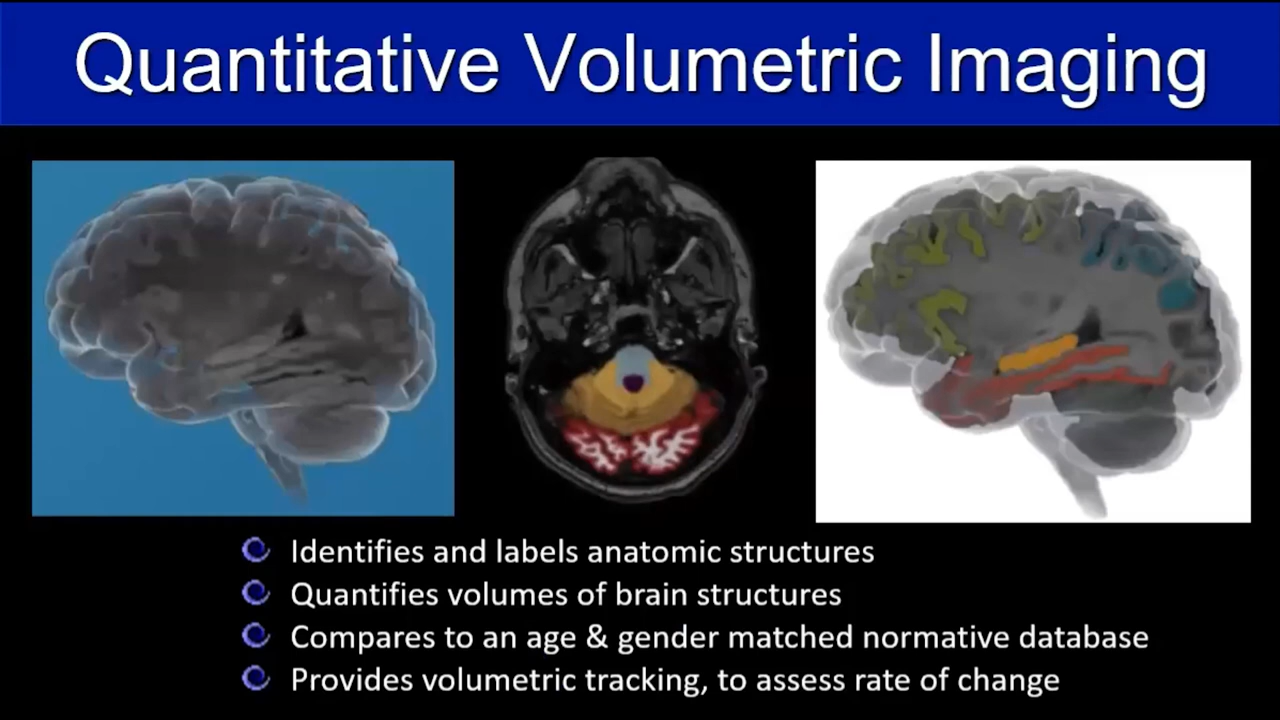 Quantitative Volumetric Imaging
Identifies and labels anatomic structures
Quantifies volumes of brain structures
Compares to an age & gender matched normative database
Provides volumetric tracking, to assess rate of change